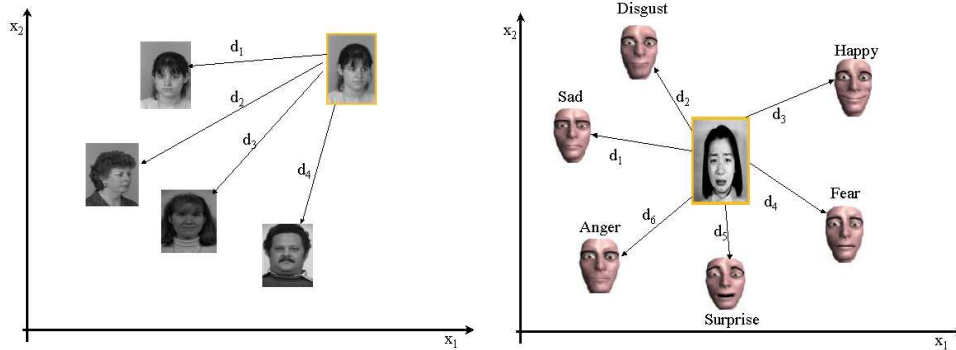 x2
d1
d2
d3
d4
x1
x2
Disgust
Happy
Sad
d2
d3
d1
Fear
d4
d6
Anger
d5
Surprise
x1